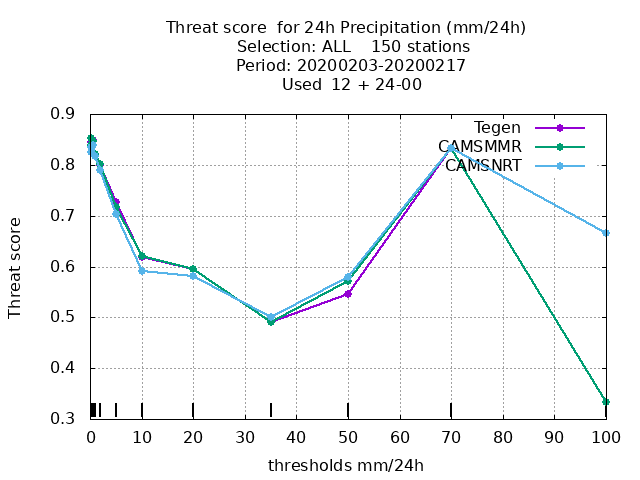 Threat score  for 24h Precipitation (mm/24h)
Selection: ALL    150 stations
Period: 20200203-20200217
Used  12 + 24-00
Tegen
CAMSMMR
CAMSNRT
Threat score
0.9
0.8
0.7
0.6
0.5
0.4
0.3
0 10 20 30 40 50 60 70 80 90 100
thresholds mm/24h